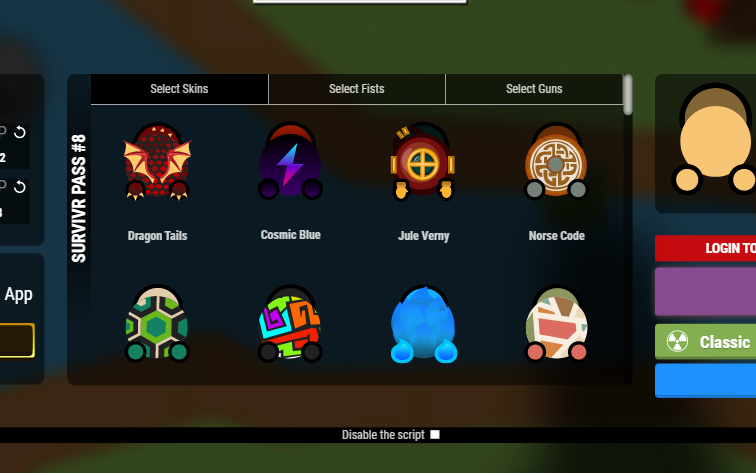 Select Skins
Select Fists
Select Guns
SURVIVR PASS #8
Dragon Tails
Cosmic Blue
Jule Verny
Norse Code
P
2
P
3
App
LOGIN TO
Classic
Disable the script